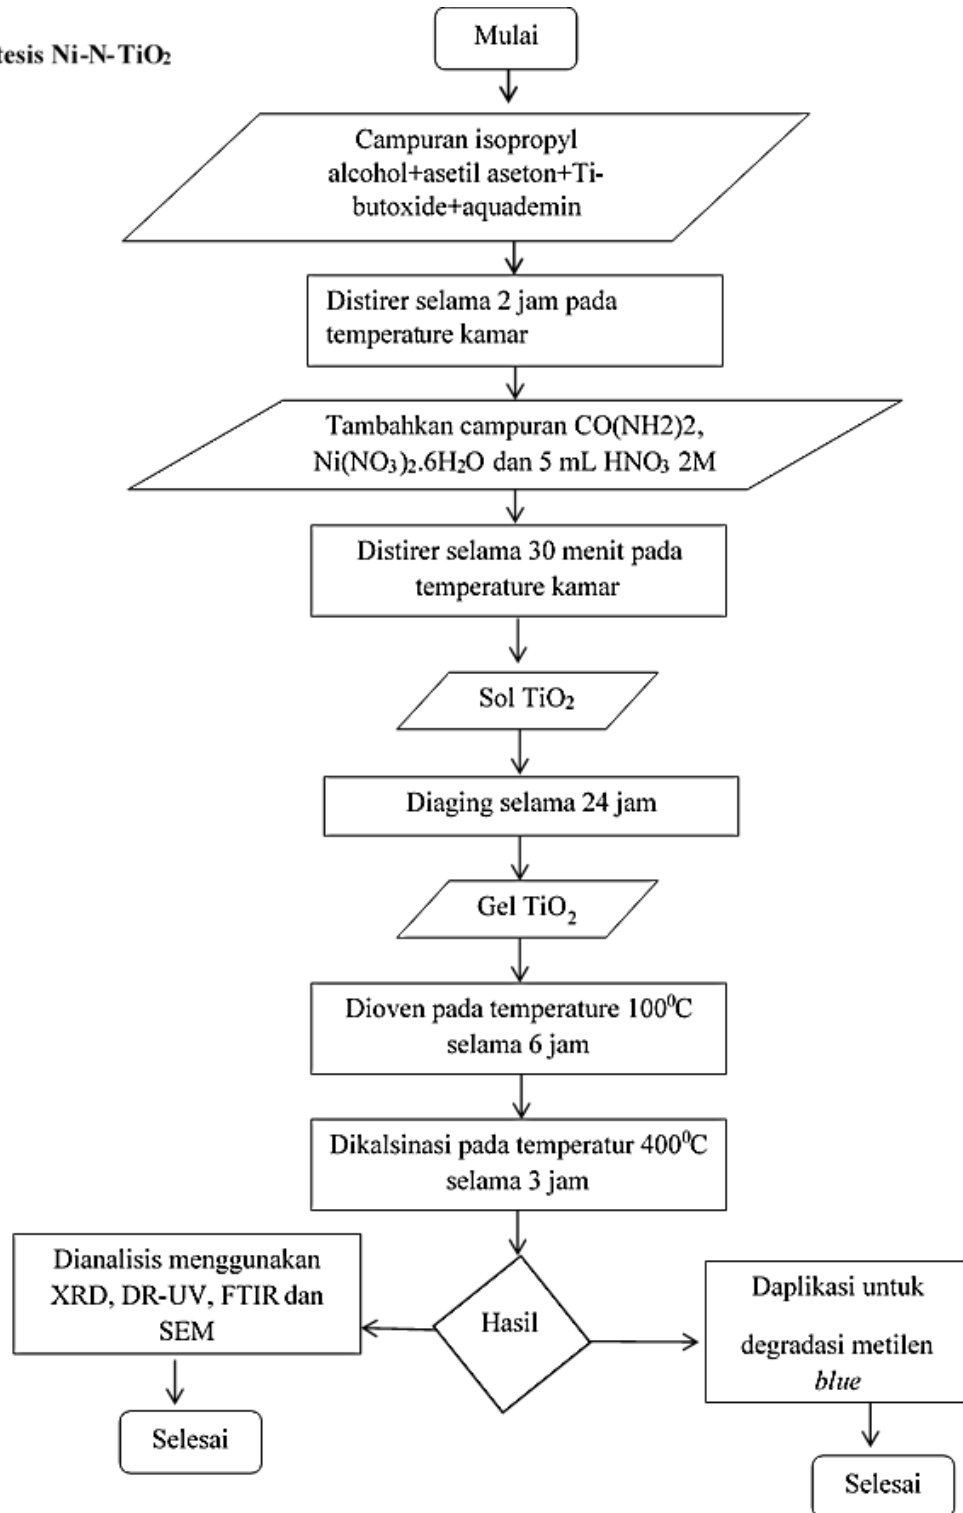 tesis Ni-N-TiO₂
Mulai
Campuran isopropyl
alcohol+asetil aseton+Ti-
butoxide+aquademin
Distirer selama 2 jam pada
temperature kamar
Tambahkan campuran CO(NH2)2,
Ni(NO₃)₂.6H₂O dan 5 mL HNO₃ 2M
Distirer selama 30 menit pada
temperature kamar
Sol TiO₂
Diaging selama 24 jam
Gel TiO₂
Dioven pada temperature 100⁰C
selama 6 jam
Dikalsinasi pada temperatur 400⁰C
selama 3 jam
Dianalisis menggunakan
XRD, DR-UV, FTIR dan
SEM
Hasil
Daplikasi untuk
degradasi metilen
blue
Selesai
Selesai